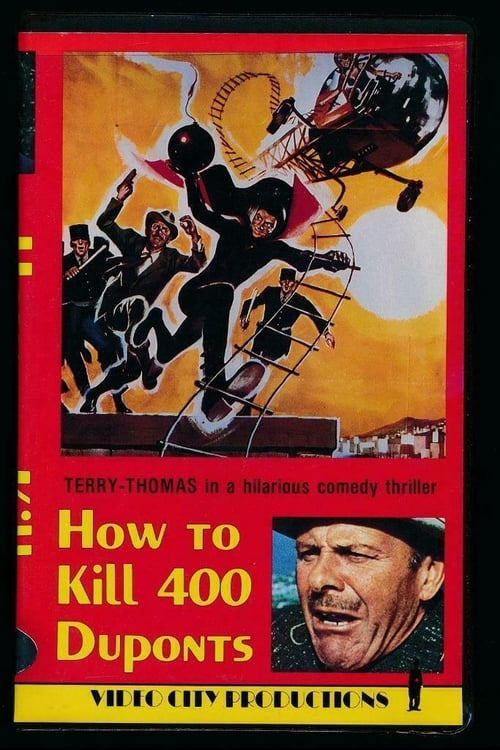 TERRY-THOMAS in a hilarious comedy thriller
HOW TO
KILL 400
DUPONTS
VIDEO CITY PRODUCTIONS